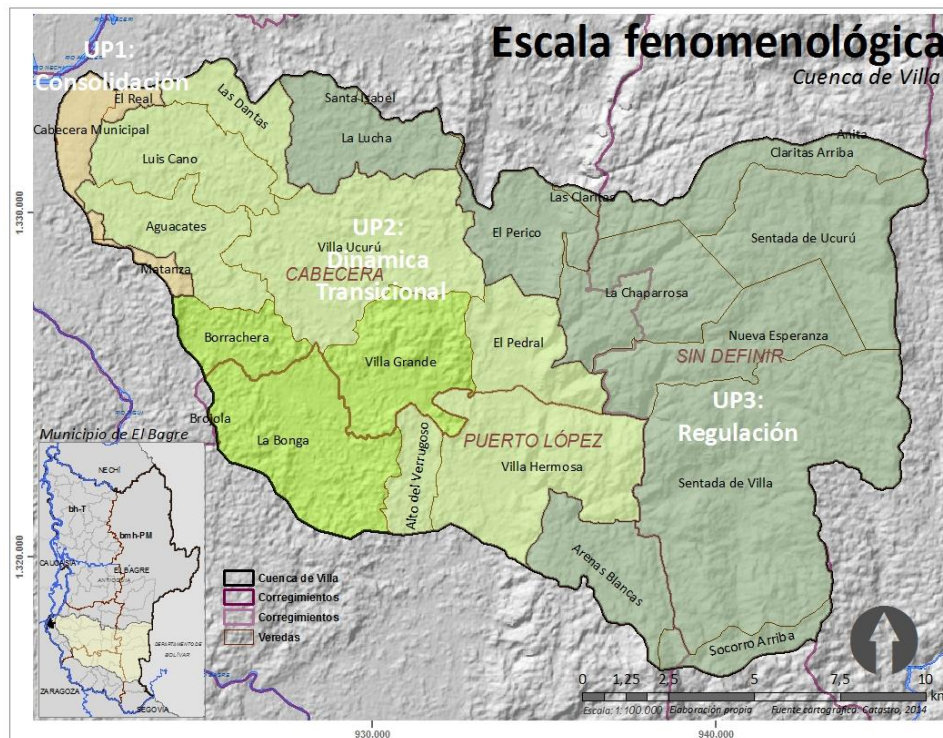 Escala fenomenológica
Cuenca de Villa
UP1:
Consolidación
El Real
Cabecera Municipal
Las Dantas
Santa Isabel
La Lucha
Luis Cano
Anita
Claritas Arriba
Las Claritas
Aguacates
Villa Ucurú
UP2:
Dinámica
Transicional
CABECERA
El Perico
Sentada de Ucurú
Matanza
La Chaparrosa
Borrachera
Villa Grande
El Pedral
Nueva Esperanza
SIN DEFINIR
UP3:
Regulación
Brojola
La Bonga
Alto del Verrugoso
PUERTO LÓPEZ
Villa Hermosa
Sentada de Villa
Arenas Blancas
Socorro Arriba
1.330.000
1.320.000
930.000
940.000
Municipio de El Bagre
NECHÍ
bh-T
bmh-PM
CAUCASIA
EL BAGRE
ANTIOQUIA
DEPARTAMENTO DE
BOLÍVAR
ZARAGOZA
SEGOVIA
Cuenca de Villa
Corregimientos
Corregimientos
Veredas
0 1,25 2,5 5 7,5 10
km
Escala: 1:100.000 Elaboración propia Fuente cartográfica: Catastro, 2014